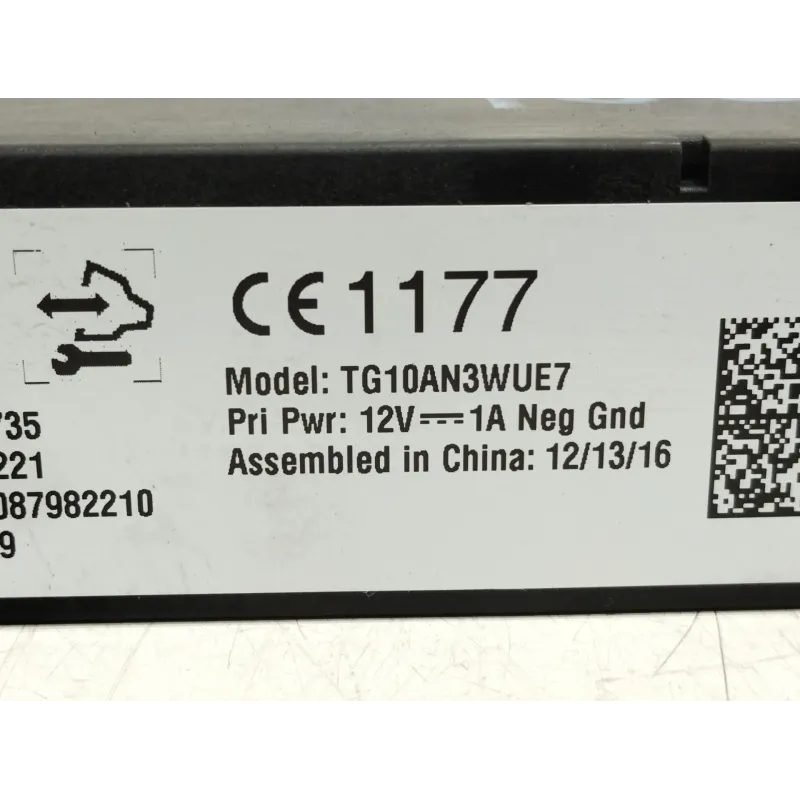 CE 1177
Model: TG10AN3WUE7
Pri Pwr: 12V⎓1A Neg Gnd
Assembled in China: 12/13/16
735
221
087982210
9